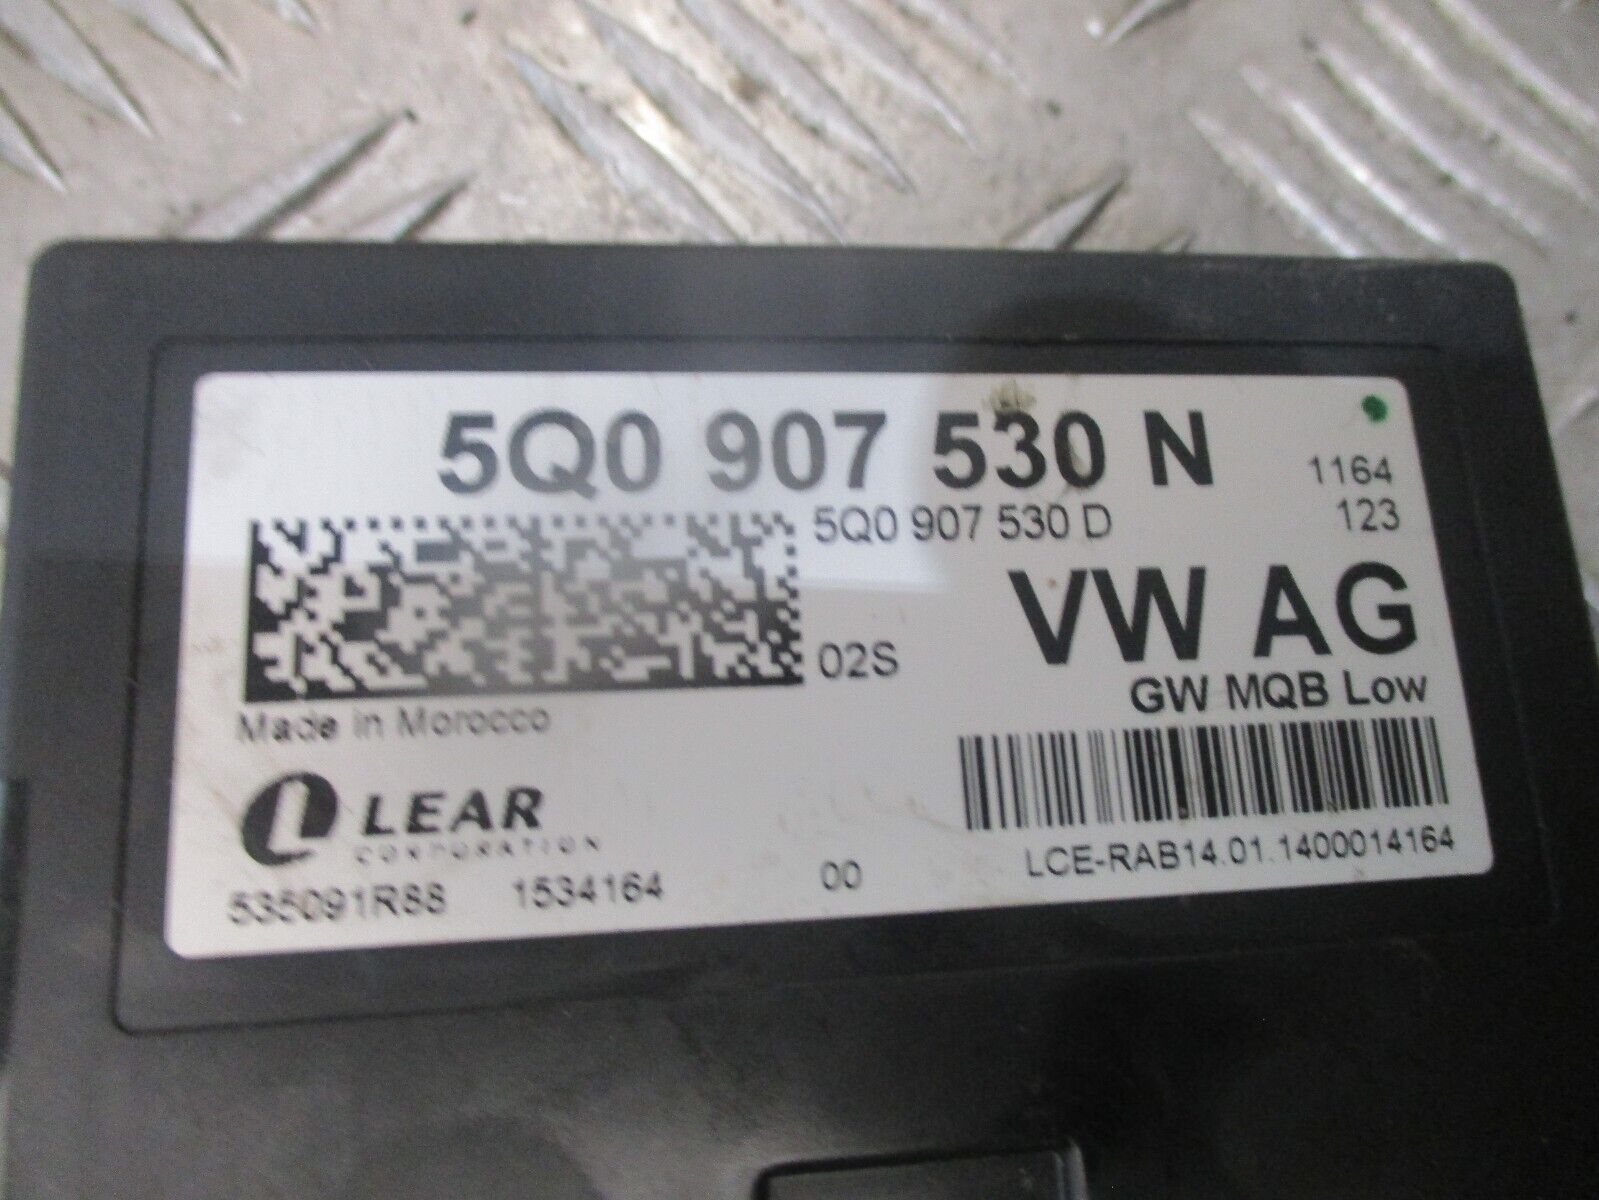 5Q0 907 530 N 1164
5Q0 907 530 D 123
VW AG
02S
GW MQB Low
Made in Morocco
LEAR
CORPORATION
LCE-RAB14.01.1400014164
535091R88 1534164 00